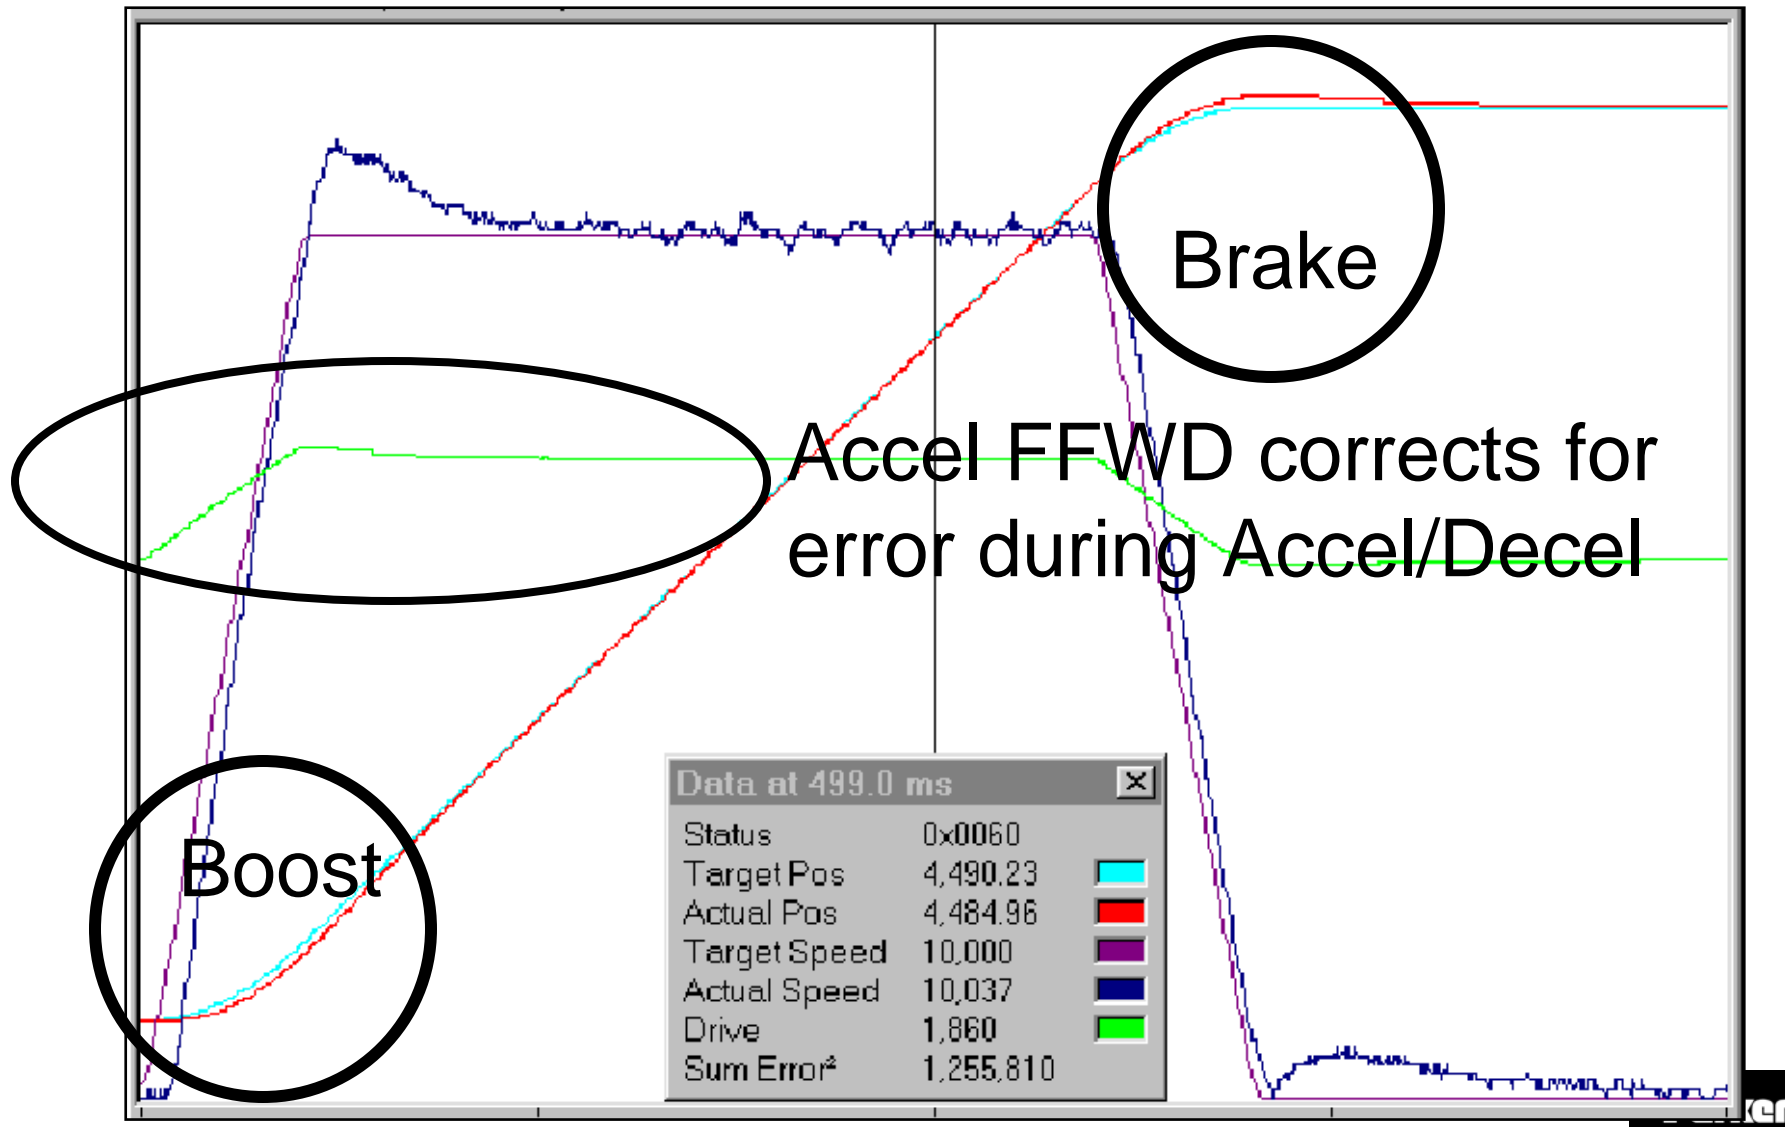 Brake
Accel FFWD corrects for
error during Accel/Decel
Boost
Data at 499.0 ms
Status 0x0060
Target Pos 4,490.23
Actual Pos 4,484.96
Target Speed 10,000
Actual Speed 10,037
Drive 1,860
Sum Error² 1,255,810